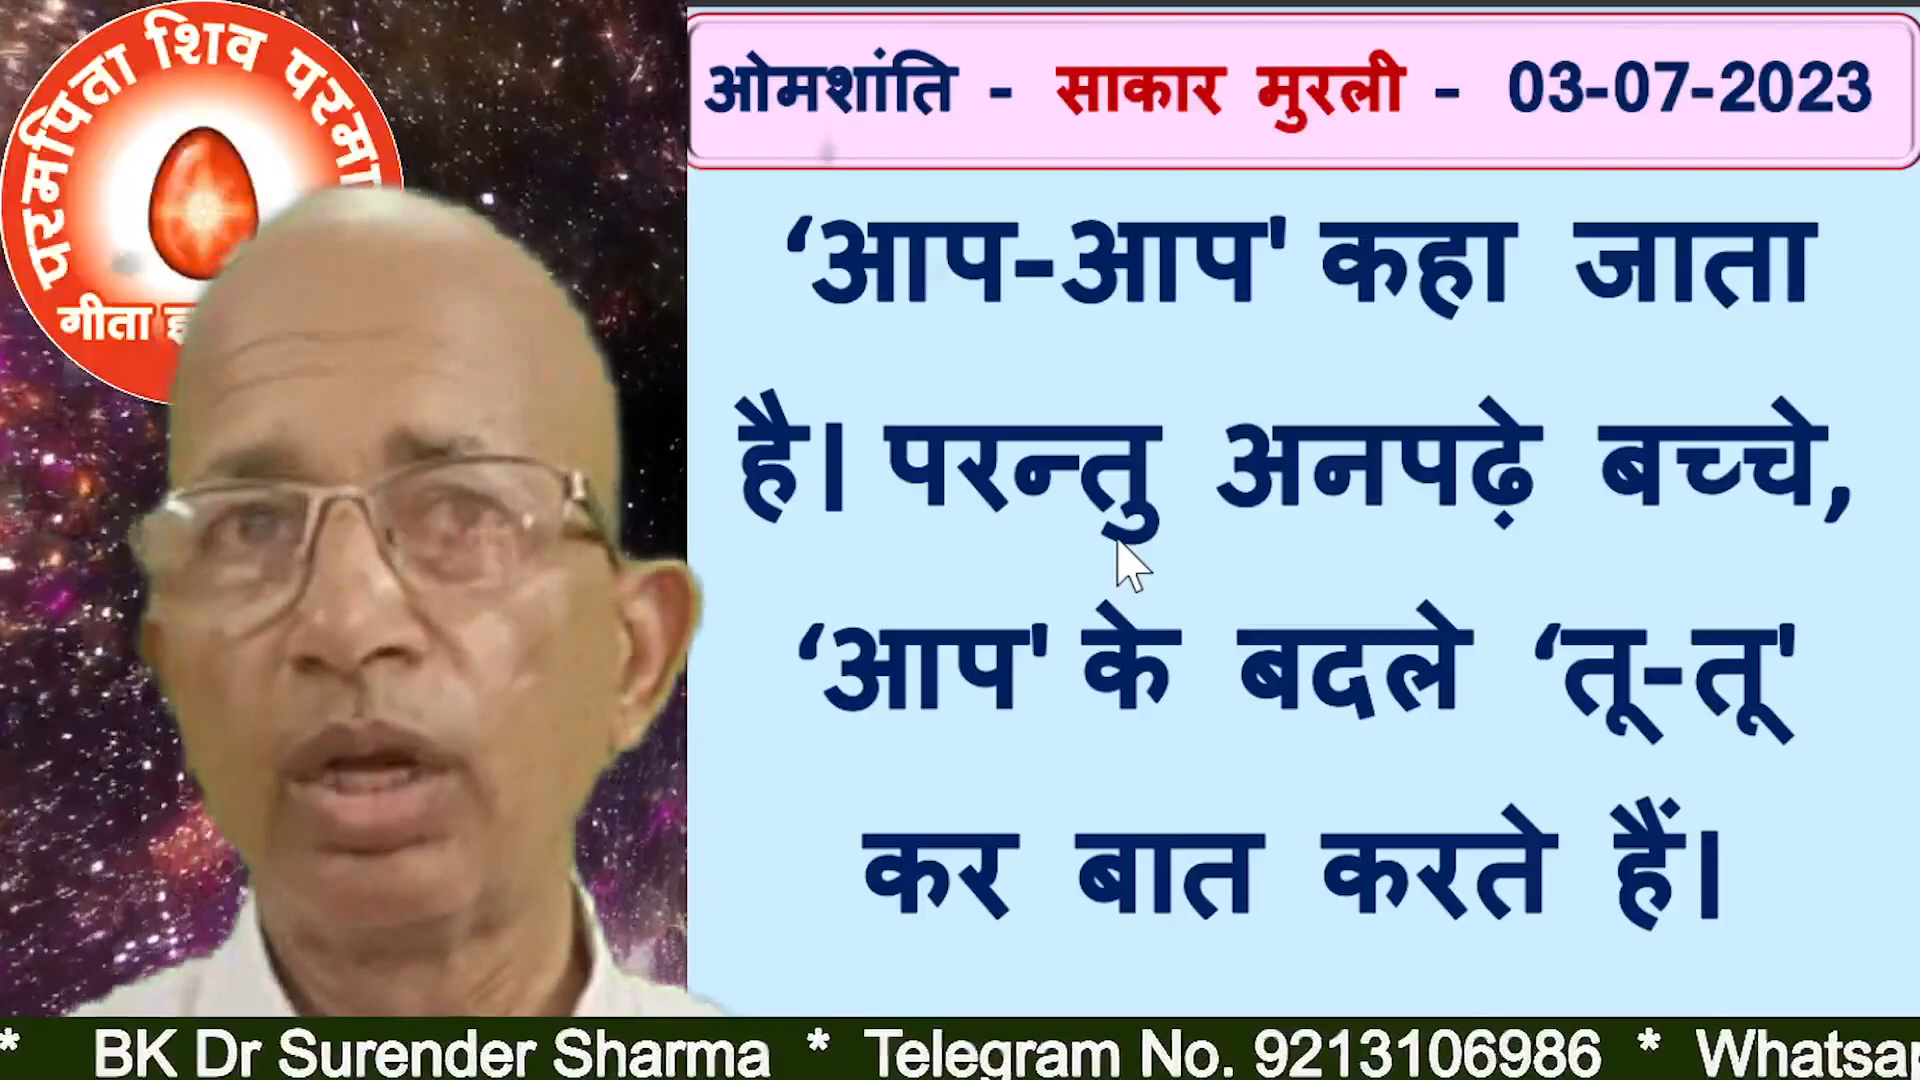 परमपिता शिव
गीता
ओमशांति - साकार मुरली - 03-07-2023
‘आप-आप' कहा जाता
है। परन्तु अनपढ़े बच्चे,
‘आप' के बदले ‘तू-तू'
कर बात करते हैं।
* BK Dr Surender Sharma * Telegram No. 9213106986 *